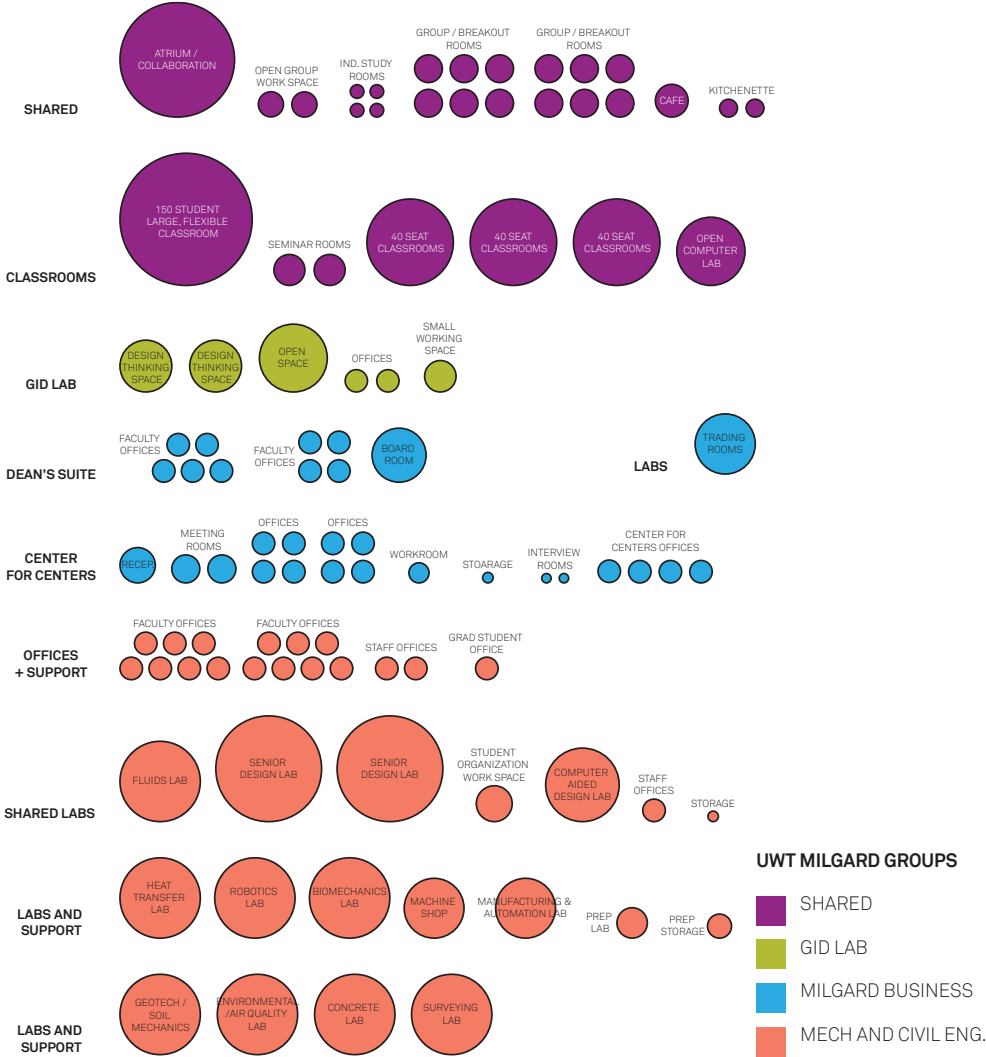 ATRIUM /
COLLABORATION
OPEN GROUP
WORK SPACE
IND. STUDY
ROOMS
GROUP / BREAKOUT
ROOMS
GROUP / BREAKOUT
ROOMS
CAFE
KITCHENETTE
SHARED
150 STUDENT
LARGE, FLEXIBLE
CLASSROOM
SEMINAR ROOMS
40 SEAT
CLASSROOMS
40 SEAT
CLASSROOMS
40 SEAT
CLASSROOMS
OPEN
COMPUTER
LAB
CLASSROOMS
DESIGN
THINKING
SPACE
DESIGN
THINKING
SPACE
OPEN
SPACE
OFFICES
SMALL
WORKING
SPACE
GID LAB
FACULTY
OFFICES
FACULTY
OFFICES
BOARD
ROOM
DEAN'S SUITE
LABS
TRADING
ROOMS
CENTER
FOR CENTERS
RECEP.
MEETING
ROOMS
OFFICES
OFFICES
WORKROOM
STOARAGE
INTERVIEW
ROOMS
CENTER FOR
CENTERS OFFICES
OFFICES
+ SUPPORT
FACULTY OFFICES
FACULTY OFFICES
STAFF OFFICES
GRAD STUDENT
OFFICE
FLUIDS LAB
SENIOR
DESIGN LAB
SENIOR
DESIGN LAB
STUDENT
ORGANIZATION
WORK SPACE
COMPUTER
AIDED
DESIGN LAB
STAFF
OFFICES
STORAGE
SHARED LABS
HEAT
TRANSFER
LAB
ROBOTICS
LAB
BIOMECHANICS
LAB
MACHINE
SHOP
MANUFACTURING &
AUTOMATION LAB
PREP
LAB
PREP
STORAGE
LABS AND
SUPPORT
GEOTECH /
SOIL
MECHANICS
ENVIRONMENTAL
/AIR QUALITY
LAB
CONCRETE
LAB
SURVEYING
LAB
LABS AND
SUPPORT
UWT MILGARD GROUPS
SHARED
GID LAB
MILGARD BUSINESS
MECH AND CIVIL ENG.